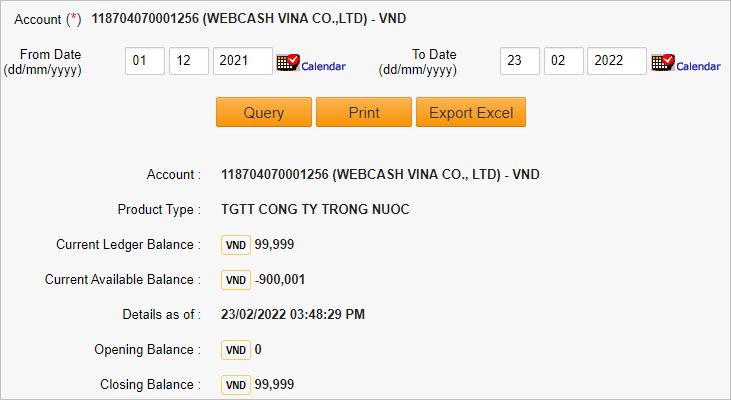 Account (*) 118704070001256 (WEBCASH VINA CO.,LTD) - VND
From Date 01 12 2021 Calendar To Date 23 02 2022 Calendar
(dd/mm/yyyy) (dd/mm/yyyy)
Query Print Export Excel
Account : 118704070001256 (WEBCASH VINA CO., LTD) - VND
Product Type : TGTT CONG TY TRONG NUOC
Current Ledger Balance : VND 99,999
Current Available Balance : VND -900,001
Details as of : 23/02/2022 03:48:29 PM
Opening Balance : VND 0
Closing Balance : VND 99,999